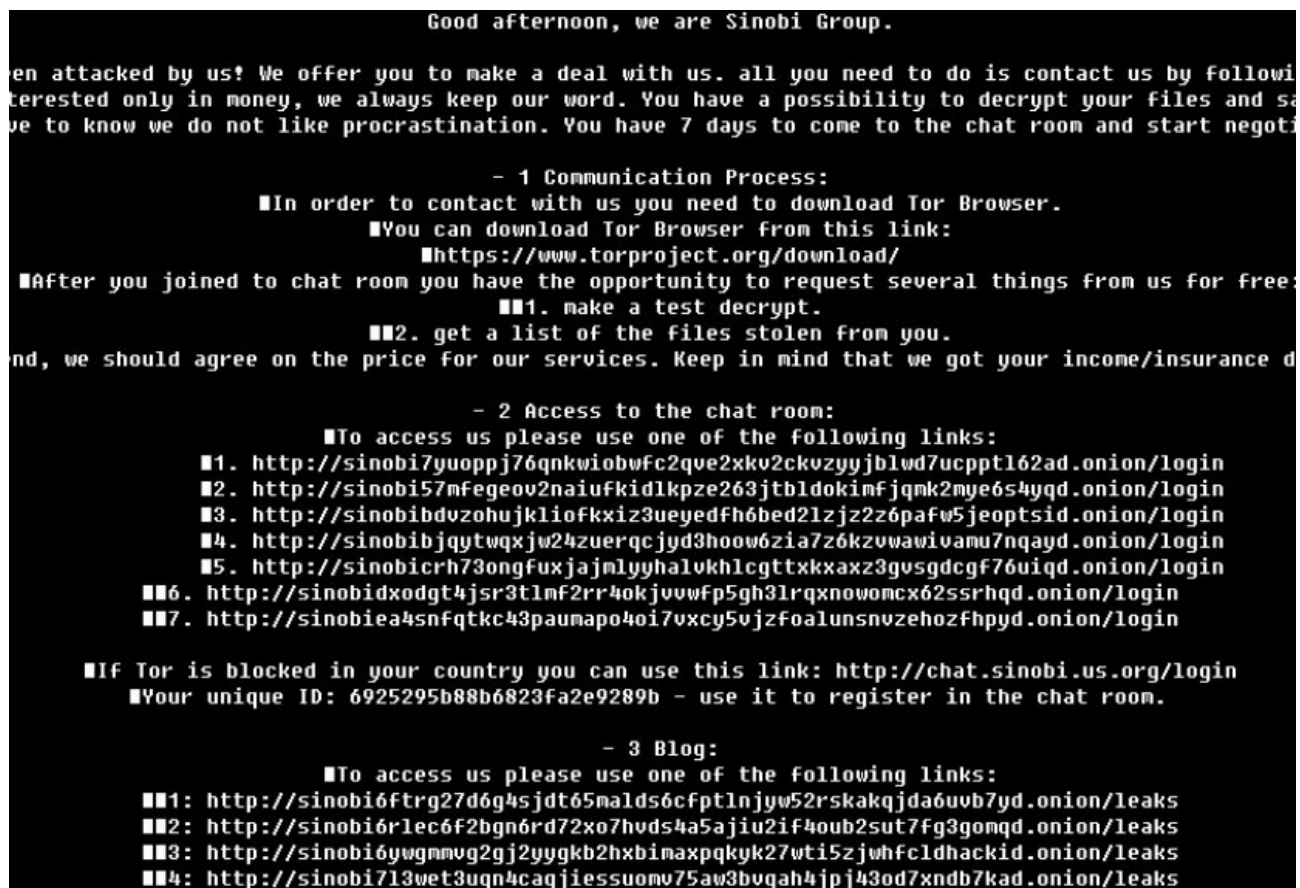 Good afternoon, we are Sinobi Group.
en attacked by us! We offer you to make a deal with us. all you need to do is contact us by followi
terested only in money, we always keep our word. You have a possibility to decrypt your files and sa
ve to know we do not like procrastination. You have 7 days to come to the chat room and start negoti
- 1 Communication Process:
In order to contact with us you need to download Tor Browser.
You can download Tor Browser from this link:
https://www.torproject.org/download/
After you joined to chat room you have the opportunity to request several things from us for free:
1. make a test decrypt.
2. get a list of the files stolen from you.
nd, we should agree on the price for our services. Keep in mind that we got your income/insurance d
- 2 Access to the chat room:
To access us please use one of the following links:
1. http://sinobi7yuoppj76qnkwiobwfc2qve2xkv2ckvzyyjblwd7ucpptl62ad.onion/login
2. http://sinobi57mfegeov2naiufkidlkpze263jtbldokimfjqmk2mye6s4yqd.onion/login
3. http://sinobibdvzohujkliofkxiz3ueyedfh6bed2lzjz2z6pafw5jeoptsid.onion/login
4. http://sinobibjqytwqxjw24zuerqcjyd3hoow6zia7z6kzvwawivamu7nqayd.onion/login
5. http://sinobicrh73ongfuxjajmlyyhalvkhlcgttxkxaxz3gvsgdcgf76uiqd.onion/login
6. http://sinobidxodgt4jsr3tlmf2rr4okjvvwfp5gh3lrqxnowomcx62ssrhqd.onion/login
7. http://sinobiea4snfqtkc43paumapo4oi7vxcy5vjzfoalunsnvzehozfhpyd.onion/login
If Tor is blocked in your country you can use this link: http://chat.sinobi.us.org/login
Your unique ID: 6925295b88b6823fa2e9289b - use it to register in the chat room.
- 3 Blog:
To access us please use one of the following links:
1: http://sinobi6ftrg27d6g4sjdt65malds6cfptlnjyw52rskakqjda6uvb7yd.onion/leaks
2: http://sinobi6rlec6f2bgn6rd72xo7hvds4a5ajiu2if4oub2sut7fg3gomqd.onion/leaks
3: http://sinobi6ywgmmvg2gj2yygkb2hxbimaxpqkyk27wti5zjwhfcldhackid.onion/leaks
4: http://sinobi7l3wet3uqn4cagjiessuomv75aw3bvqah4jpj43od7xndb7kad.onion/leaks